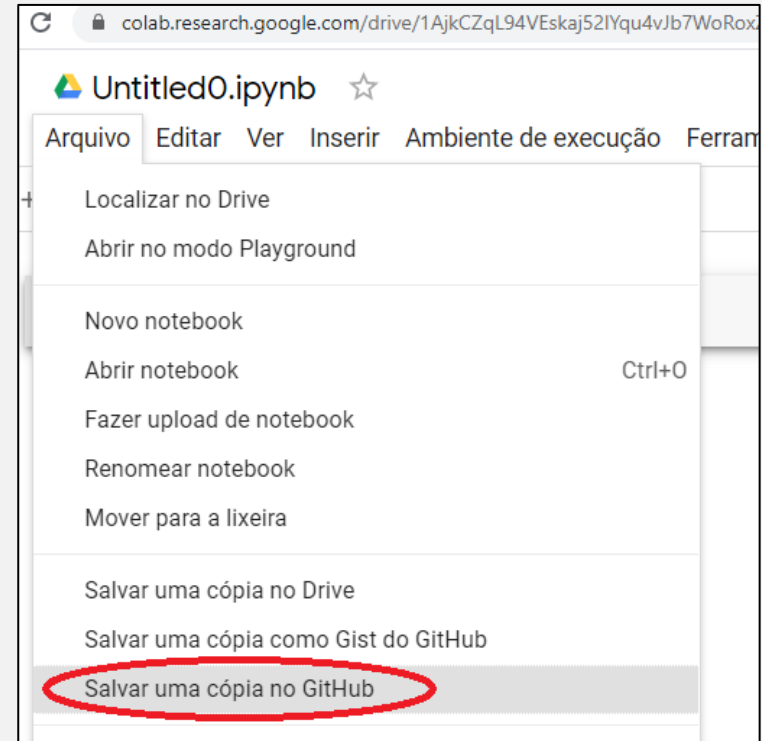 colab.research.google.com/drive/1AjkCZqL94VEskaj52lYqu4vJb7WoRox
Untitled0.ipynb
Arquivo Editar Ver Inserir Ambiente de execução Ferram
+
Localizar no Drive
Abrir no modo Playground
Novo notebook
Abrir notebook Ctrl+O
Fazer upload de notebook
Renomear notebook
Mover para a lixeira
Salvar uma cópia no Drive
Salvar uma cópia como Gist do GitHub
Salvar uma cópia no GitHub